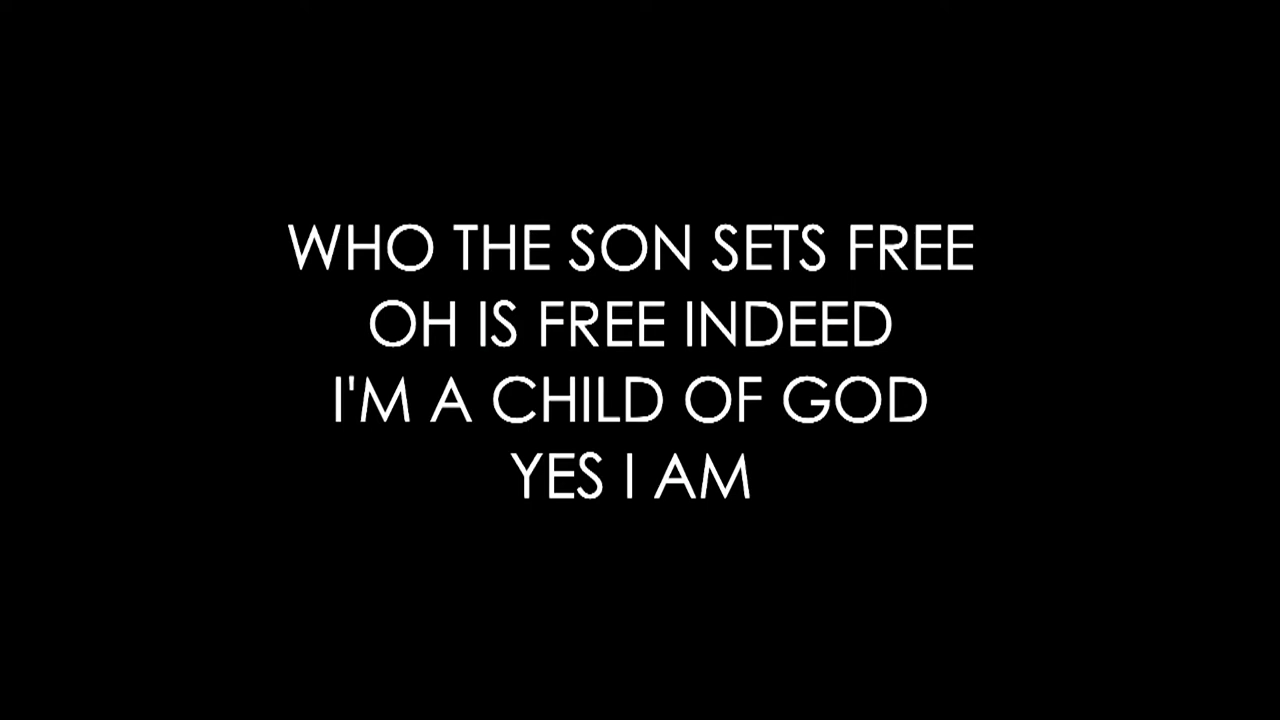 WHO THE SON SETS FREE
OH IS FREE INDEED
I'M A CHILD OF GOD
YES I AM